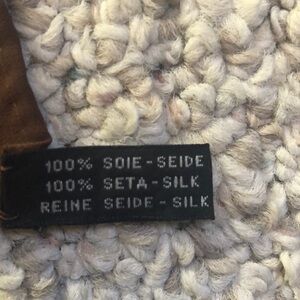 100% SOIE-SEIDE
100% SETA-SILK
REINE SEIDE-SILK